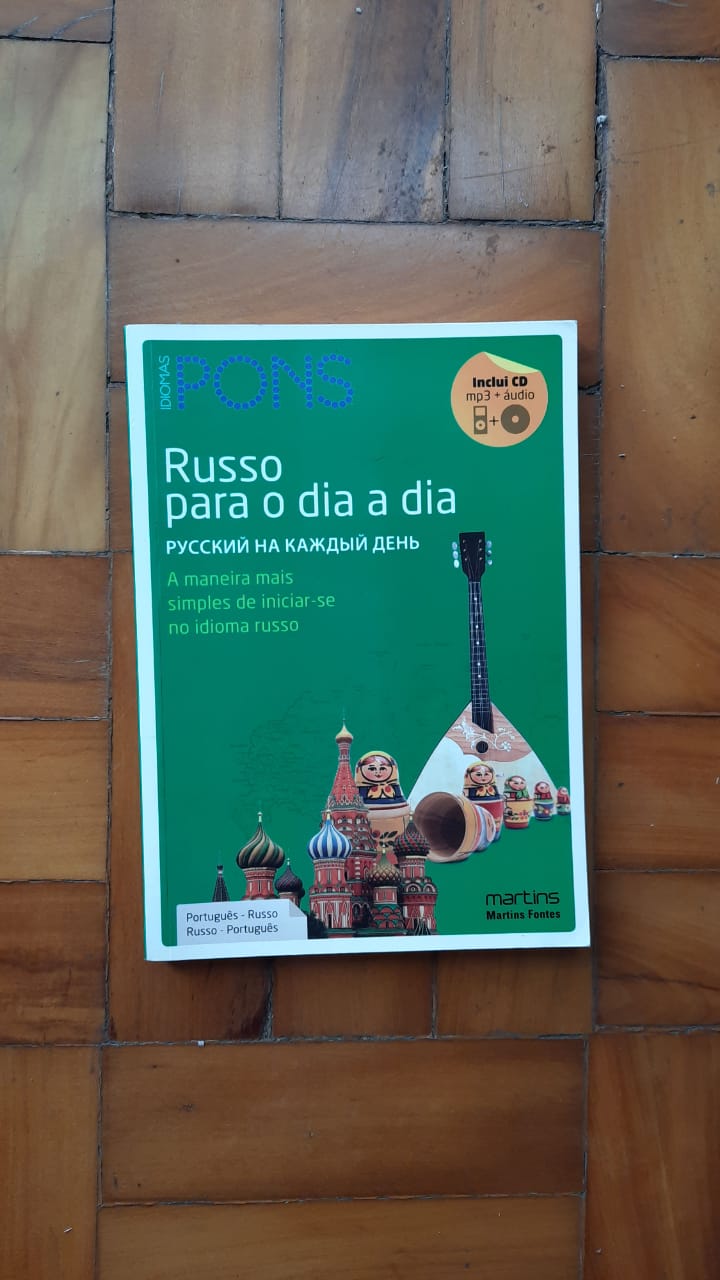 IDIOMAS
PONS
Inclui CD
mp3 + áudio
+
Russo
para o dia a dia
РУССКИЙ НА КАЖДЫЙ ДЕНЬ
A maneira mais
simples de iniciar-se
no idioma russo
martins
Martins Fontes
Português - Russo
Russo - Português